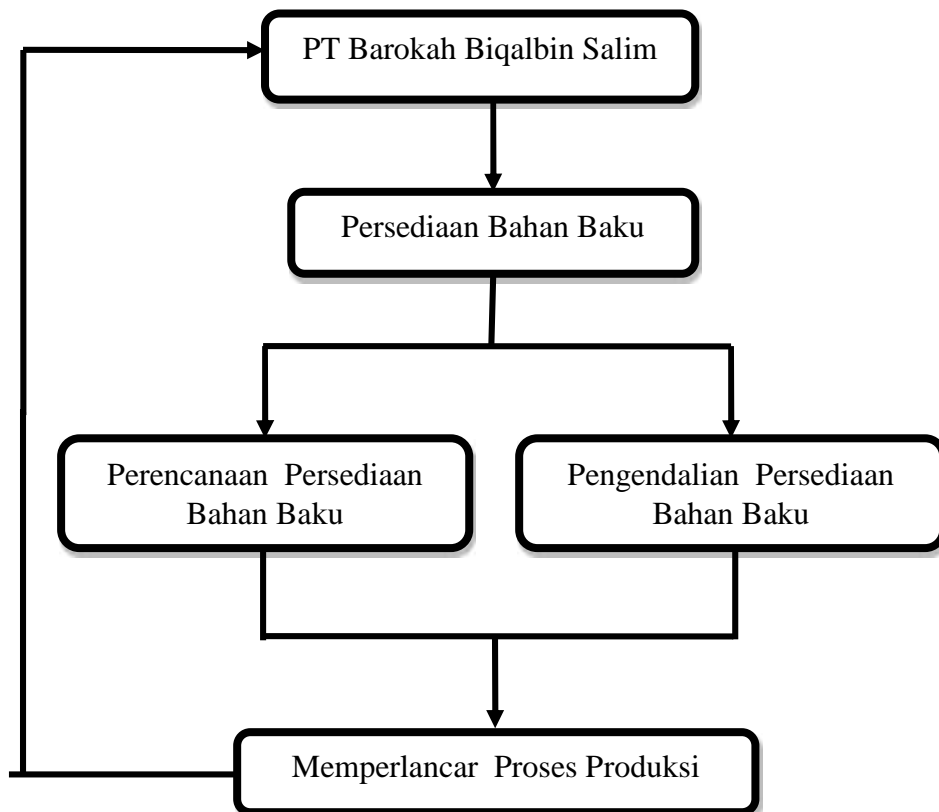 PT Barokah Biqalbin Salim
Persediaan Bahan Baku
Perencanaan Persediaan
Bahan Baku
Pengendalian Persediaan
Bahan Baku
Memperlancar Proses Produksi